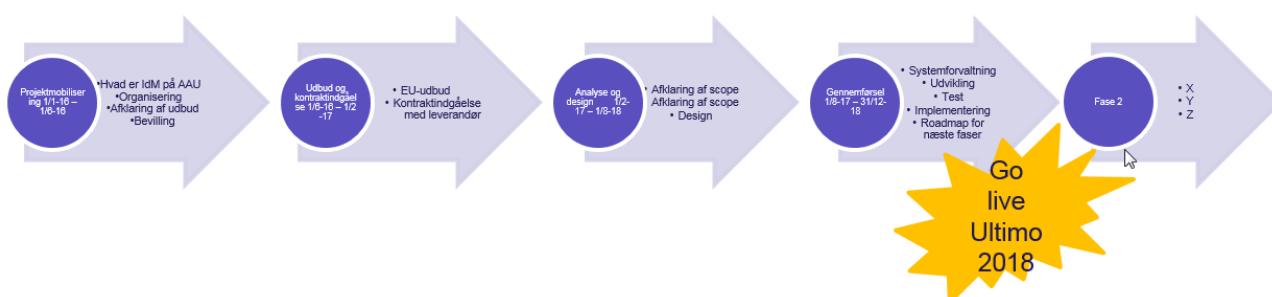 Projektmobiliser
ing 1/1-16 –
1/6-16
•Hvad er IdM på AAU
• Organisering
•Afklaring af udbud
• Bevilling
Udbud og
kontraktindgåel
se 1/6-16 – 1/2
-17
• EU-udbud
• Kontraktindgåelse
med leverandør
Analyse og
design 1/2-
17 – 1/8-18
• Afklaring af scope
Afklaring af scope
• Design
Gennemførsel
1/8-17 – 31/12-
18
• Systemforvaltning
• Udvikling
• Test
• Implementering
• Roadmap for
næste faser
Go
live
Ultimo
2018
Fase 2
• X
• Y
• Z